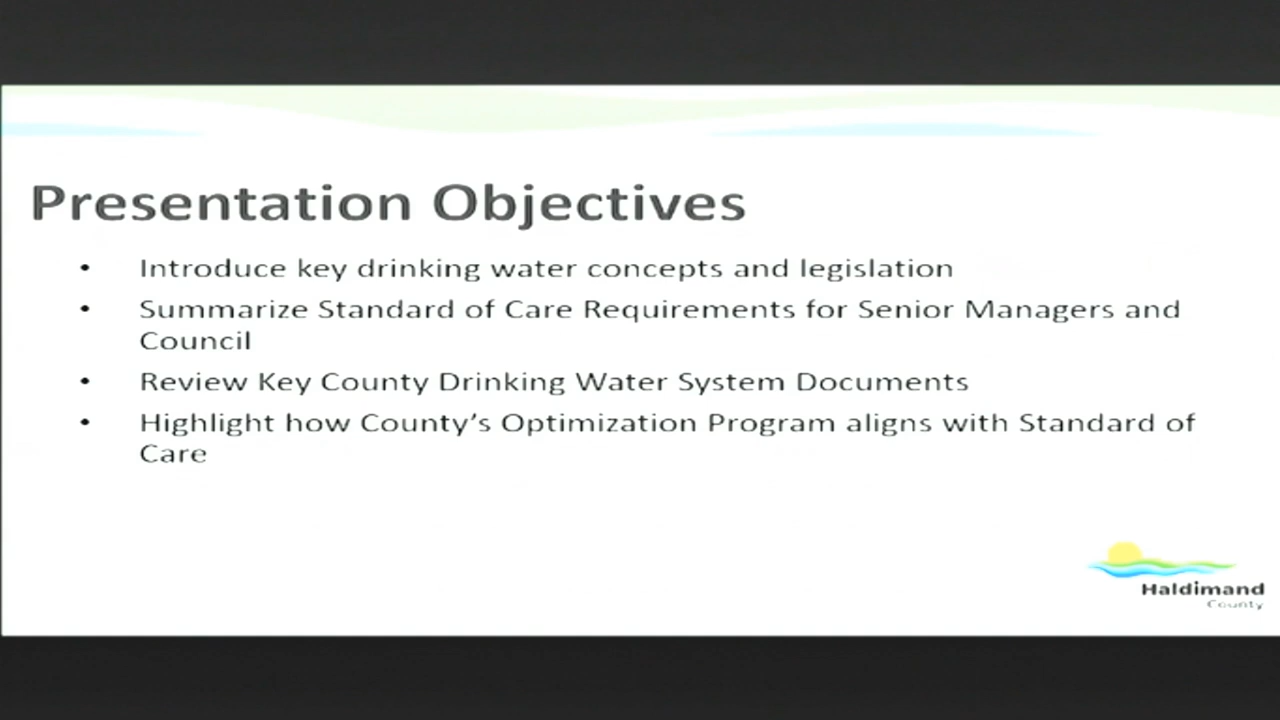 Presentation Objectives
• Introduce key drinking water concepts and legislation
• Summarize Standard of Care Requirements for Senior Managers and
Council
• Review Key County Drinking Water System Documents
• Highlight how County's Optimization Program aligns with Standard of
Care
Haldimand
County